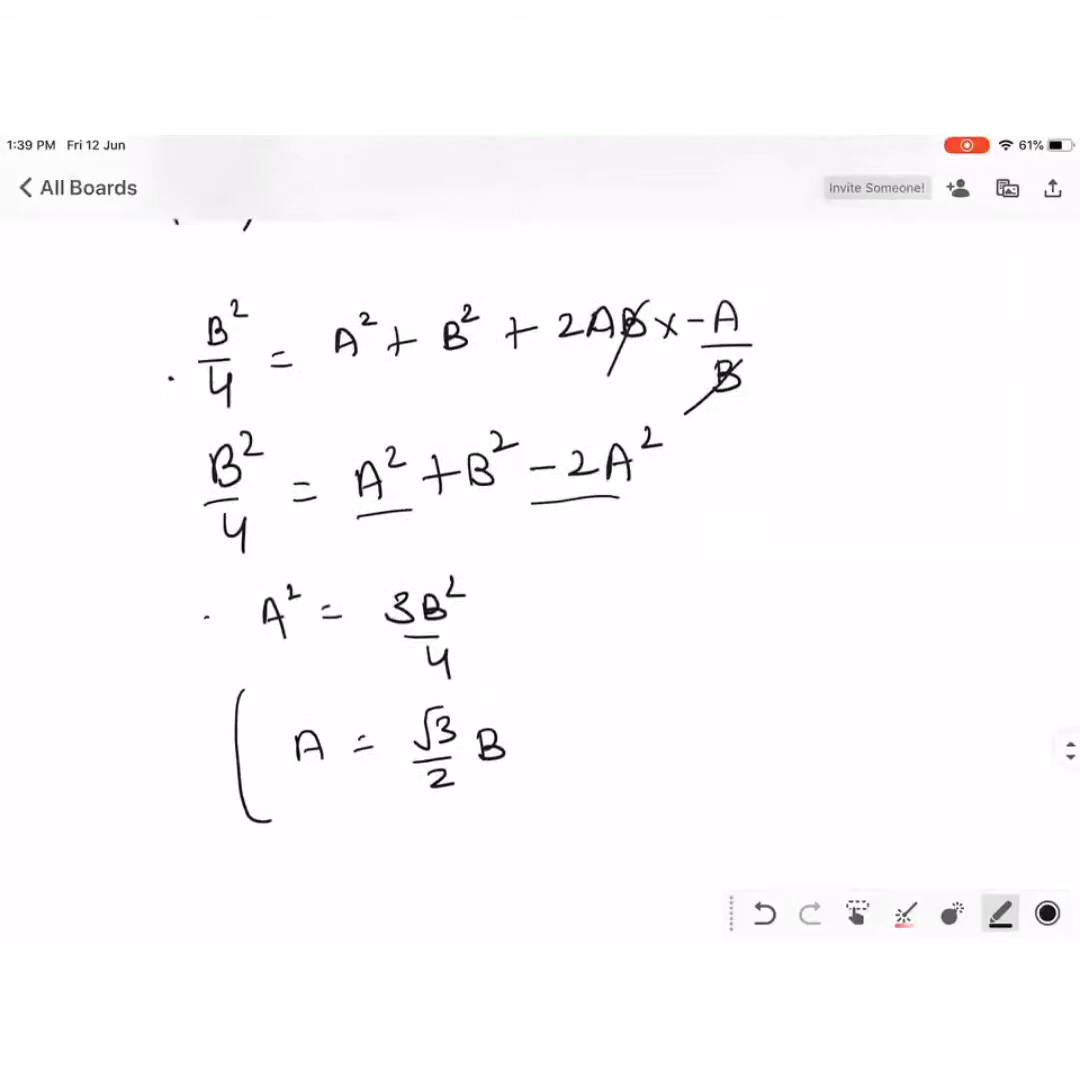 1:39 PM Fri 12 Jun 61%
All Boards Invite Someone!
B²/4 = A² + B² + 2AB x -A/B
B²/4 = A² + B² - 2A²
A² = 3B²/4
A = √3/2 B